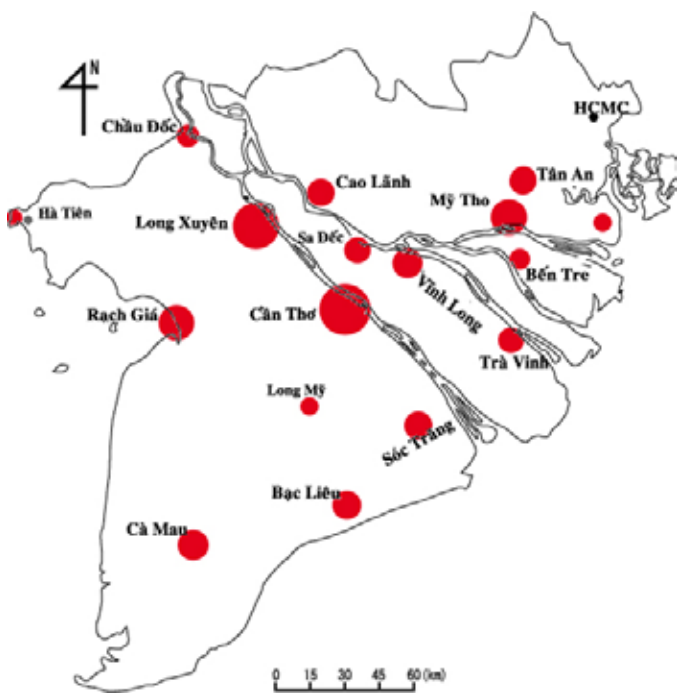 N
HCMC
Châu Đốc
Tân An
Cao Lãnh
Mỹ Tho
Hà Tiên
Long Xuyên
Sa Đéc
Bến Tre
Vĩnh Long
Rạch Giá
Cần Thơ
Trà Vinh
Long Mỹ
Sóc Trăng
Bạc Liêu
Cà Mau
0 15 30 60 (km)